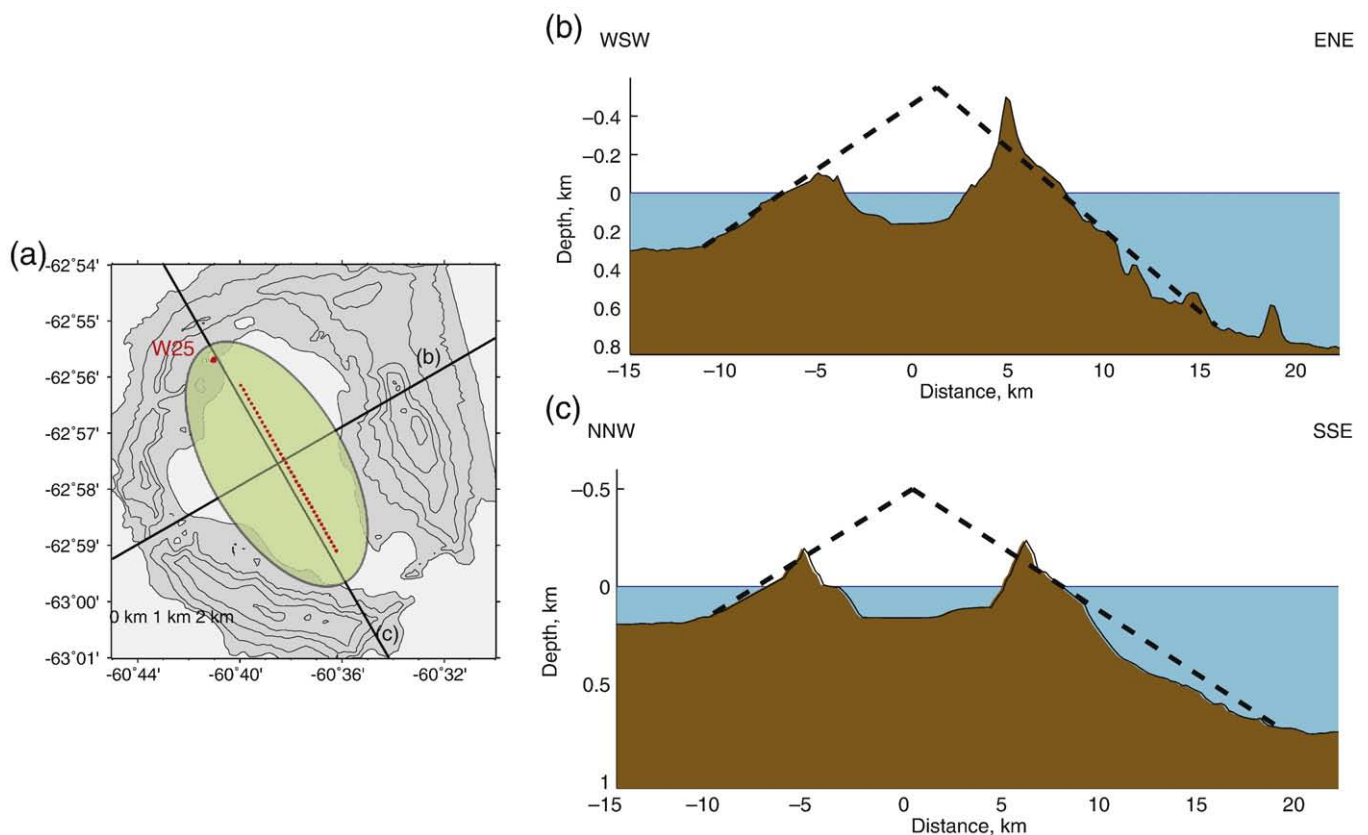 (a)
-62°54'
-62°55'
-62°56'
-62°57'
-62°58'
-62°59'
-63°00'
-63°01'
W25
(b)
0 km 1 km 2 km
(c)
-60°44' -60°40' -60°36' -60°32'
(b)
WSW ENE
Depth, km
−0.4
−0.2
0
0.2
0.4
0.6
0.8
−15 −10 −5 0 5 10 15 20
Distance, km
(c)
NNW SSE
Depth, km
−0.5
0
0.5
1
−15 −10 −5 0 5 10 15 20
Distance, km